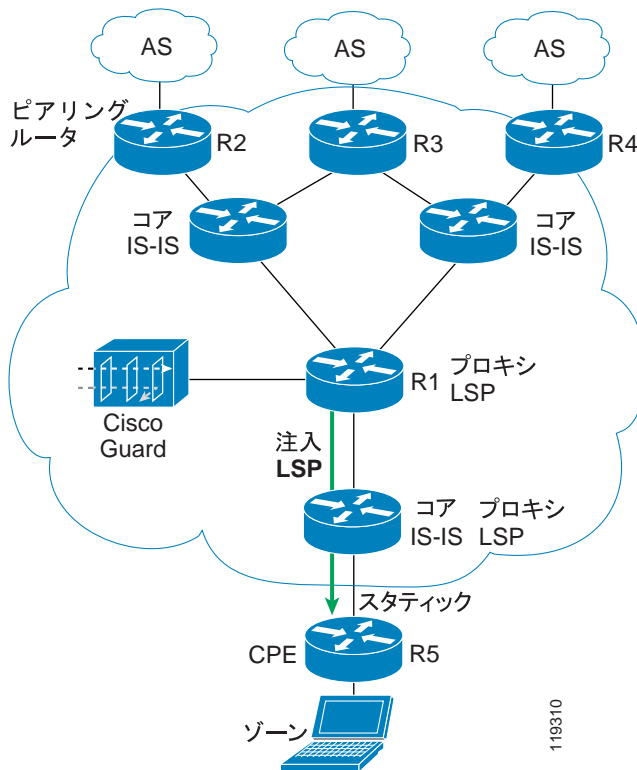 AS
AS
AS
ピアリング
ルータ
R2
R3
R4
コア
IS-IS
コア
IS-IS
R1
プロキシ
LSP
Cisco
Guard
注入
LSP
コア
IS-IS
プロキシ
LSP
スタティック
CPE
R5
ゾーン
119310